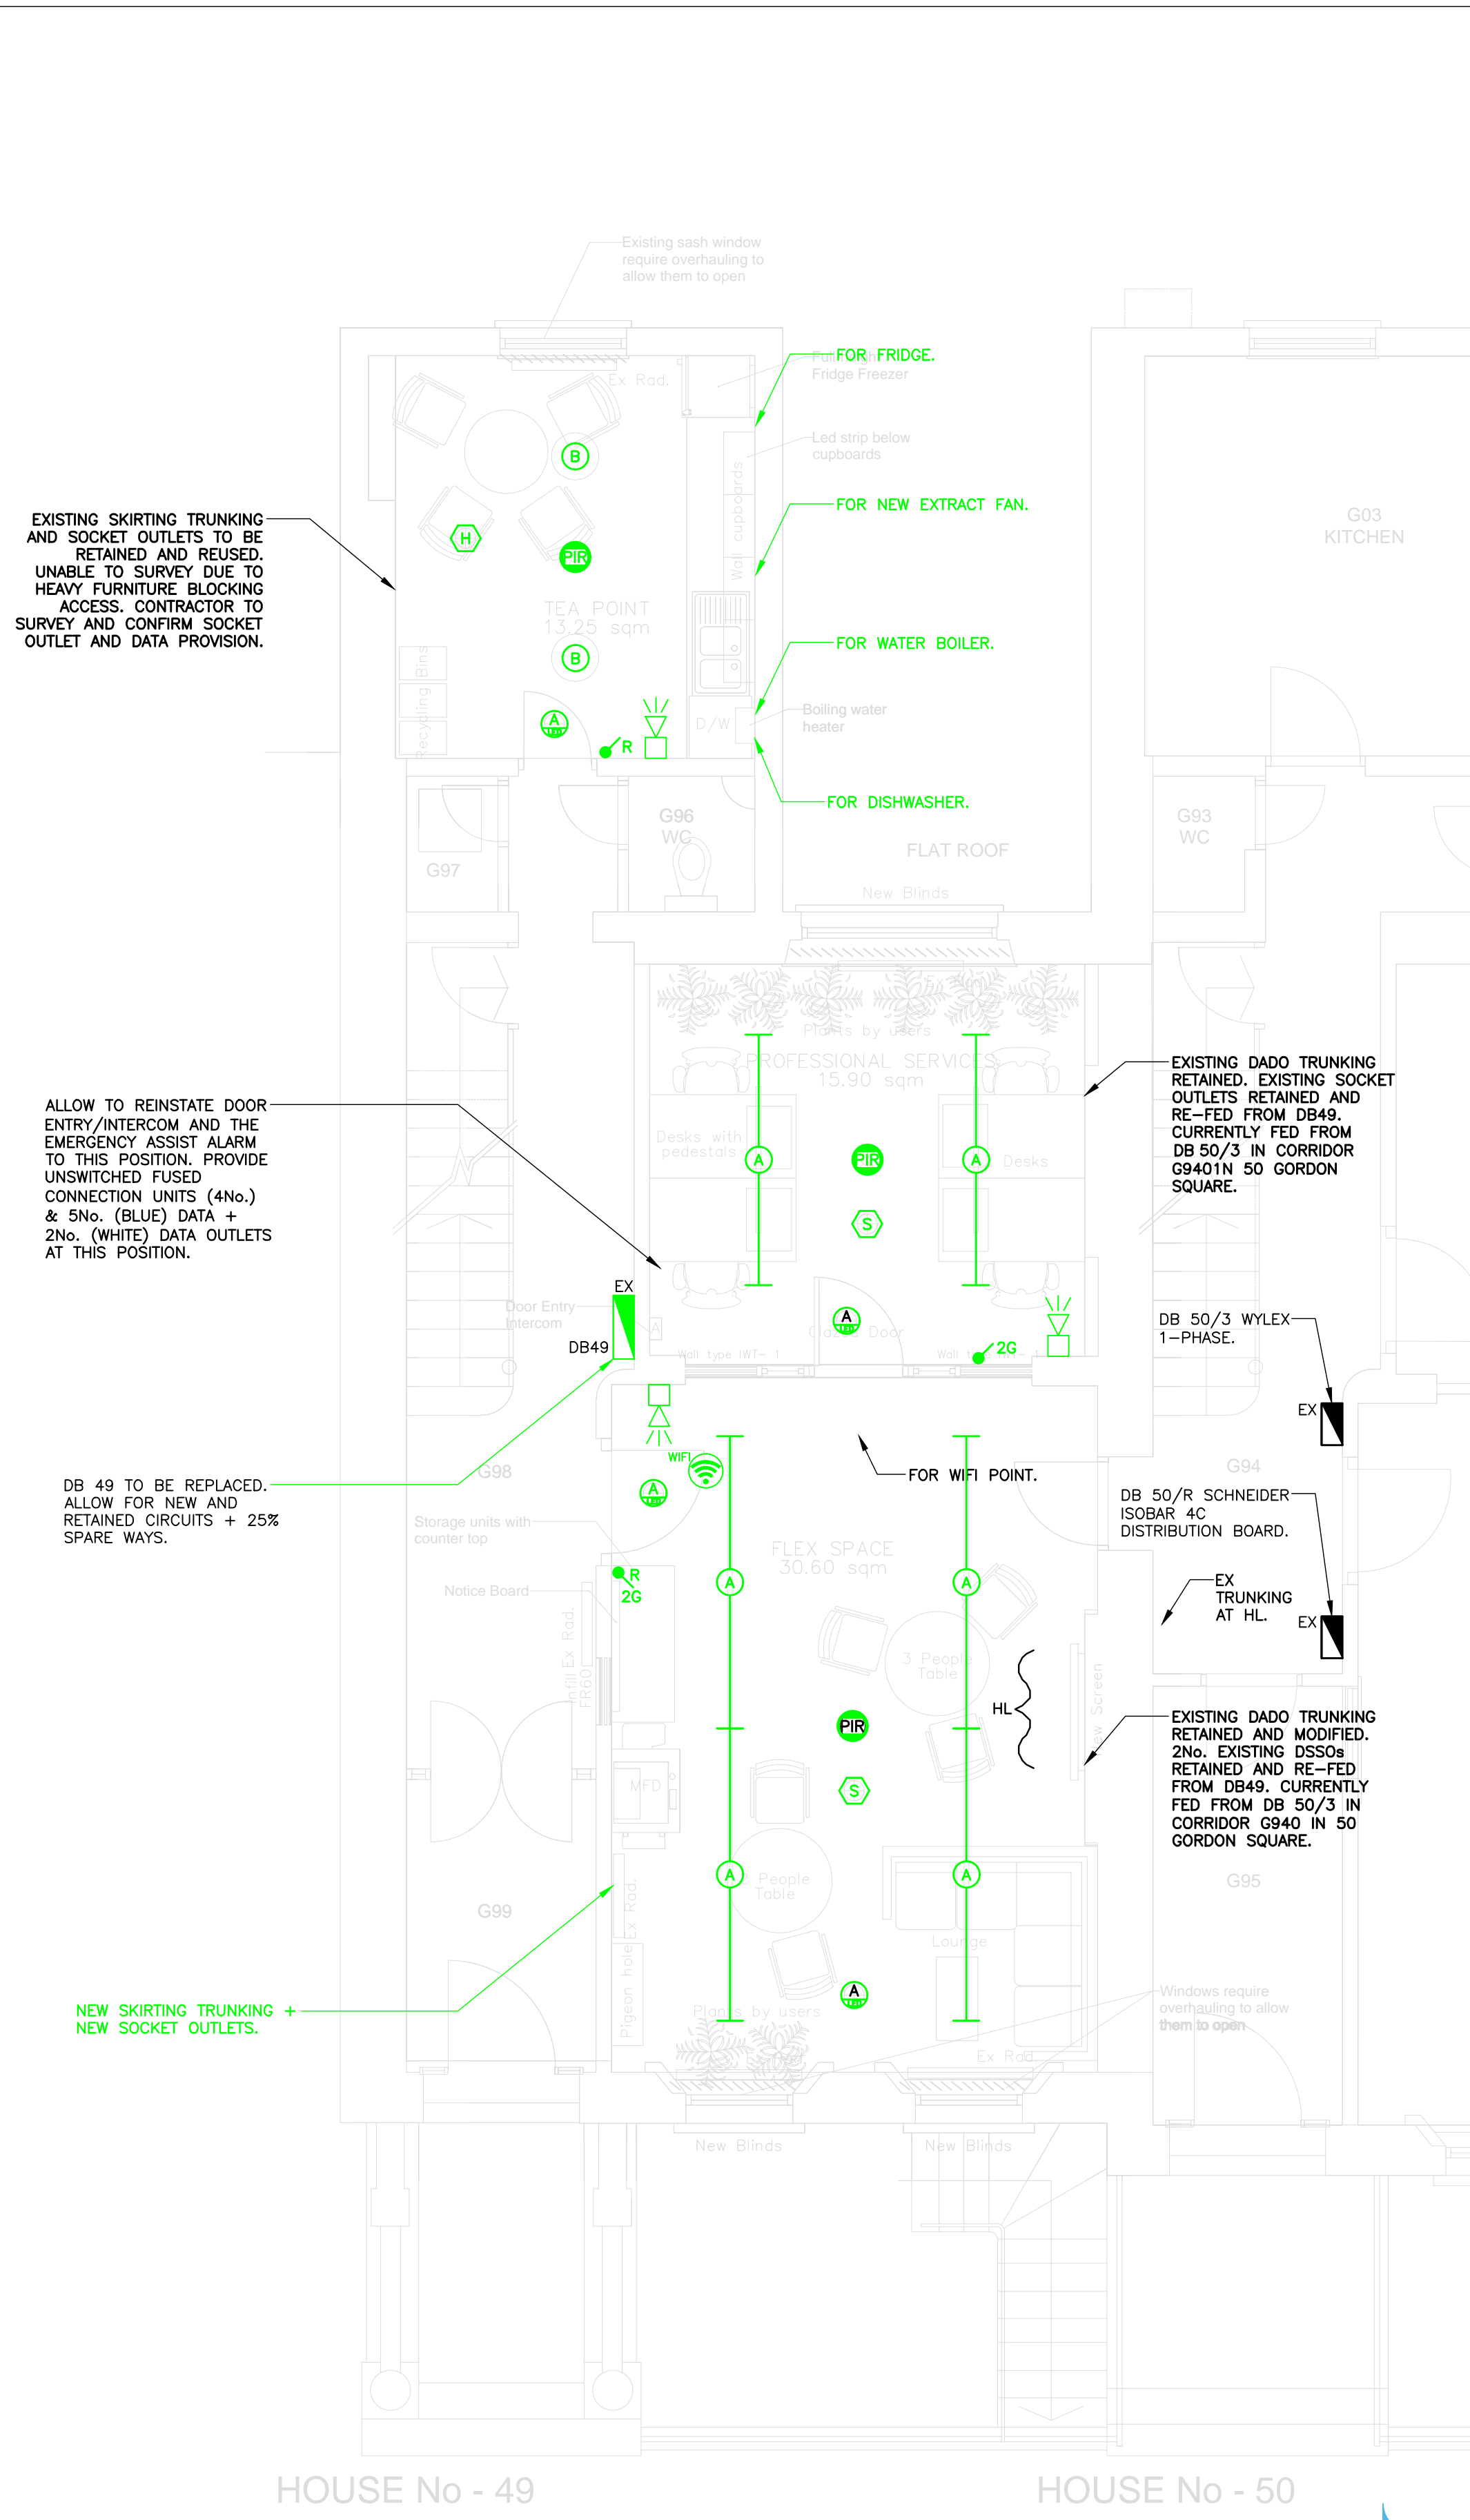 Existing sash window
require overhauling to
allow them to open
FOR FRIDGE.
Fridge Freezer
Ex Rad.
Led strip below
cupboards
Wall cupboards
B
FOR NEW EXTRACT FAN.
G03
KITCHEN
EXISTING SKIRTING TRUNKING
AND SOCKET OUTLETS TO BE
RETAINED AND REUSED.
UNABLE TO SURVEY DUE TO
HEAVY FURNITURE BLOCKING
ACCESS. CONTRACTOR TO
SURVEY AND CONFIRM SOCKET
OUTLET AND DATA PROVISION.
H
PIR
TEA POINT
13.25 sqm
B
FOR WATER BOILER.
Recycling Bins
Boiling water
heater
D/W
A
R
FOR DISHWASHER.
G96
WC
G97
G93
WC
FLAT ROOF
New Blinds
Plants by users
PROFESSIONAL SERVICES
15.90 sqm
EXISTING DADO TRUNKING
RETAINED. EXISTING SOCKET
OUTLETS RETAINED AND
RE-FED FROM DB49.
CURRENTLY FED FROM
DB 50/3 IN CORRIDOR
G9401N 50 GORDON
SQUARE.
ALLOW TO REINSTATE DOOR
ENTRY/INTERCOM AND THE
EMERGENCY ASSIST ALARM
TO THIS POSITION. PROVIDE
UNSWITCHED FUSED
CONNECTION UNITS (4No.)
& 5No. (BLUE) DATA +
2No. (WHITE) DATA OUTLETS
AT THIS POSITION.
Desks with
pedestals
A
PIR
A
Desks
S
EX
DB49
Door Entry
Intercom
A
A
Door
2G
Wall type IWT- 1
Wall
1
DB 50/3 WYLEX
1-PHASE.
EX
WIFI
A
FOR WIFI POINT.
G98
G94
DB 49 TO BE REPLACED.
ALLOW FOR NEW AND
RETAINED CIRCUITS + 25%
SPARE WAYS.
DB 50/R SCHNEIDER
ISOBAR 4C
DISTRIBUTION BOARD.
Storage units with
counter top
FLEX SPACE
30.60 sqm
R
2G
A
A
Notice Board
EX
TRUNKING
AT HL.
EX
Ex Rad.
Infill
FR60
3 People
Table
HL
Screen
PIR
EXISTING DADO TRUNKING
RETAINED AND MODIFIED.
2No. EXISTING DSSOs
RETAINED AND RE-FED
FROM DB49. CURRENTLY
FED FROM DB 50/3 IN
CORRIDOR G940 IN 50
GORDON SQUARE.
MFD
S
A
A
People
Table
G95
G99
Ex Rad.
Lounge
Pigeon hole
A
Plants by users
NEW SKIRTING TRUNKING +
NEW SOCKET OUTLETS.
Windows require
overhauling to allow
them to open
Ex Rad
New Blinds
New Blinds
HOUSE No - 49
HOUSE No - 50